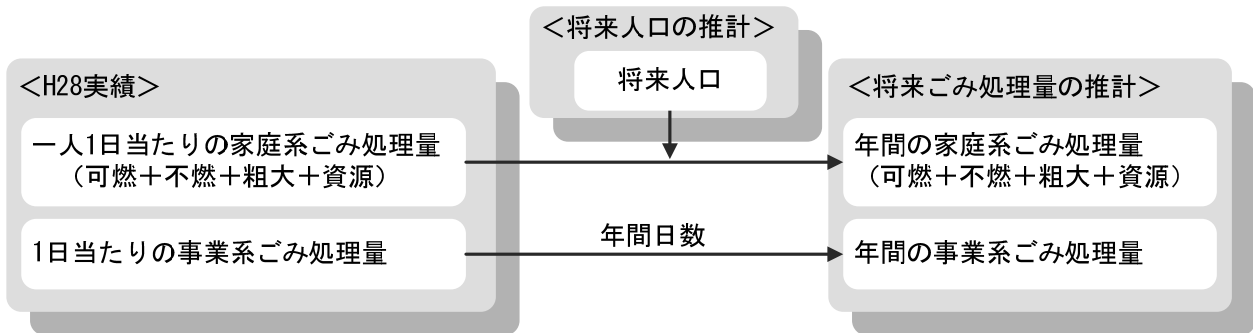 ＜将来人口の推計＞
将来人口
＜H28実績＞
一人1日当たりの家庭系ごみ処理量
（可燃＋不燃＋粗大＋資源）
1日当たりの事業系ごみ処理量
年間日数
＜将来ごみ処理量の推計＞
年間の家庭系ごみ処理量
（可燃＋不燃＋粗大＋資源）
年間の事業系ごみ処理量